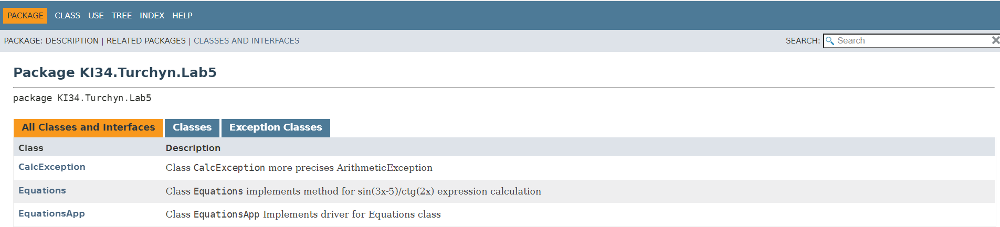 PACKAGE CLASS USE TREE INDEX HELP
PACKAGE: DESCRIPTION | RELATED PACKAGES | CLASSES AND INTERFACES SEARCH: Search
Package KI34.Turchyn.Lab5
package KI34.Turchyn.Lab5
All Classes and Interfaces Classes Exception Classes
Class Description
CalcException Class CalcException more precises ArithmeticException
Equations Class Equations implements method for sin(3x-5)/ctg(2x) expression calculation
EquationsApp Class EquationsApp Implements driver for Equations class